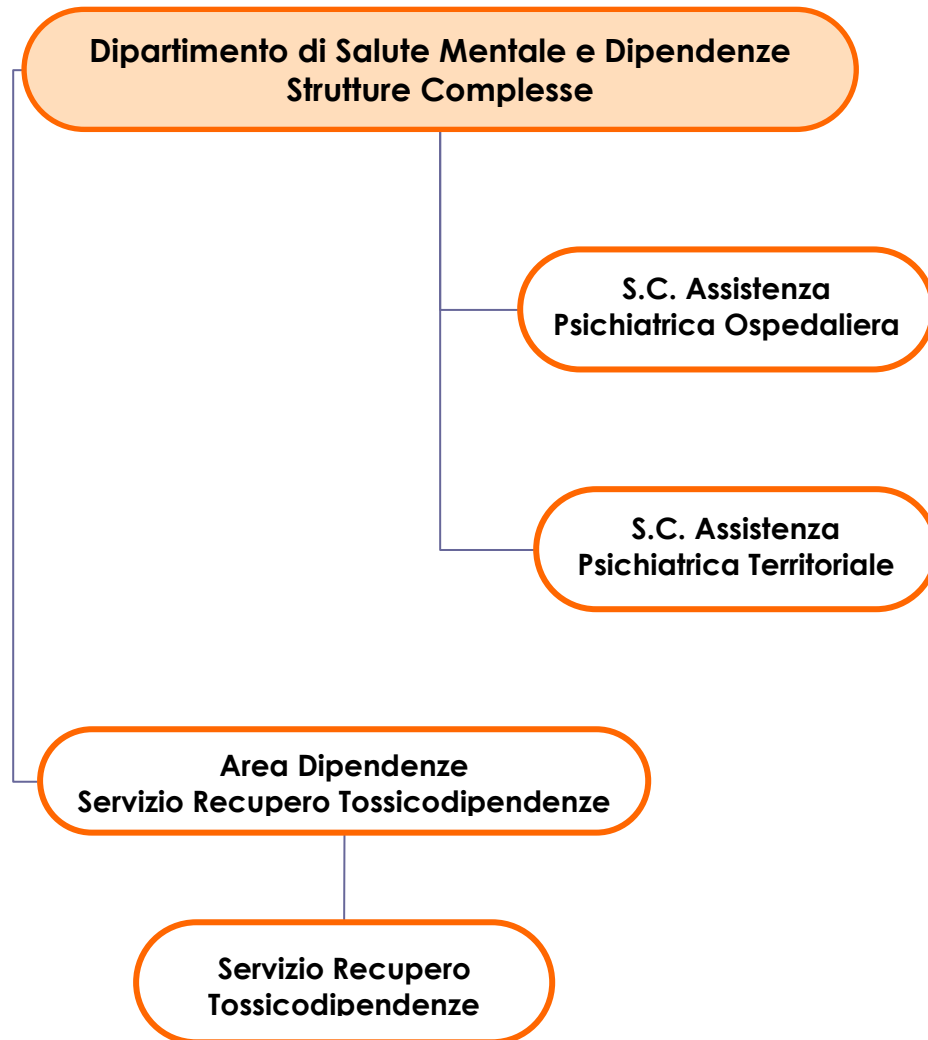 Dipartimento di Salute Mentale e Dipendenze
Strutture Complesse
S.C. Assistenza
Psichiatrica Ospedaliera
S.C. Assistenza
Psichiatrica Territoriale
Area Dipendenze
Servizio Recupero Tossicodipendenze
Servizio Recupero
Tossicodipendenze